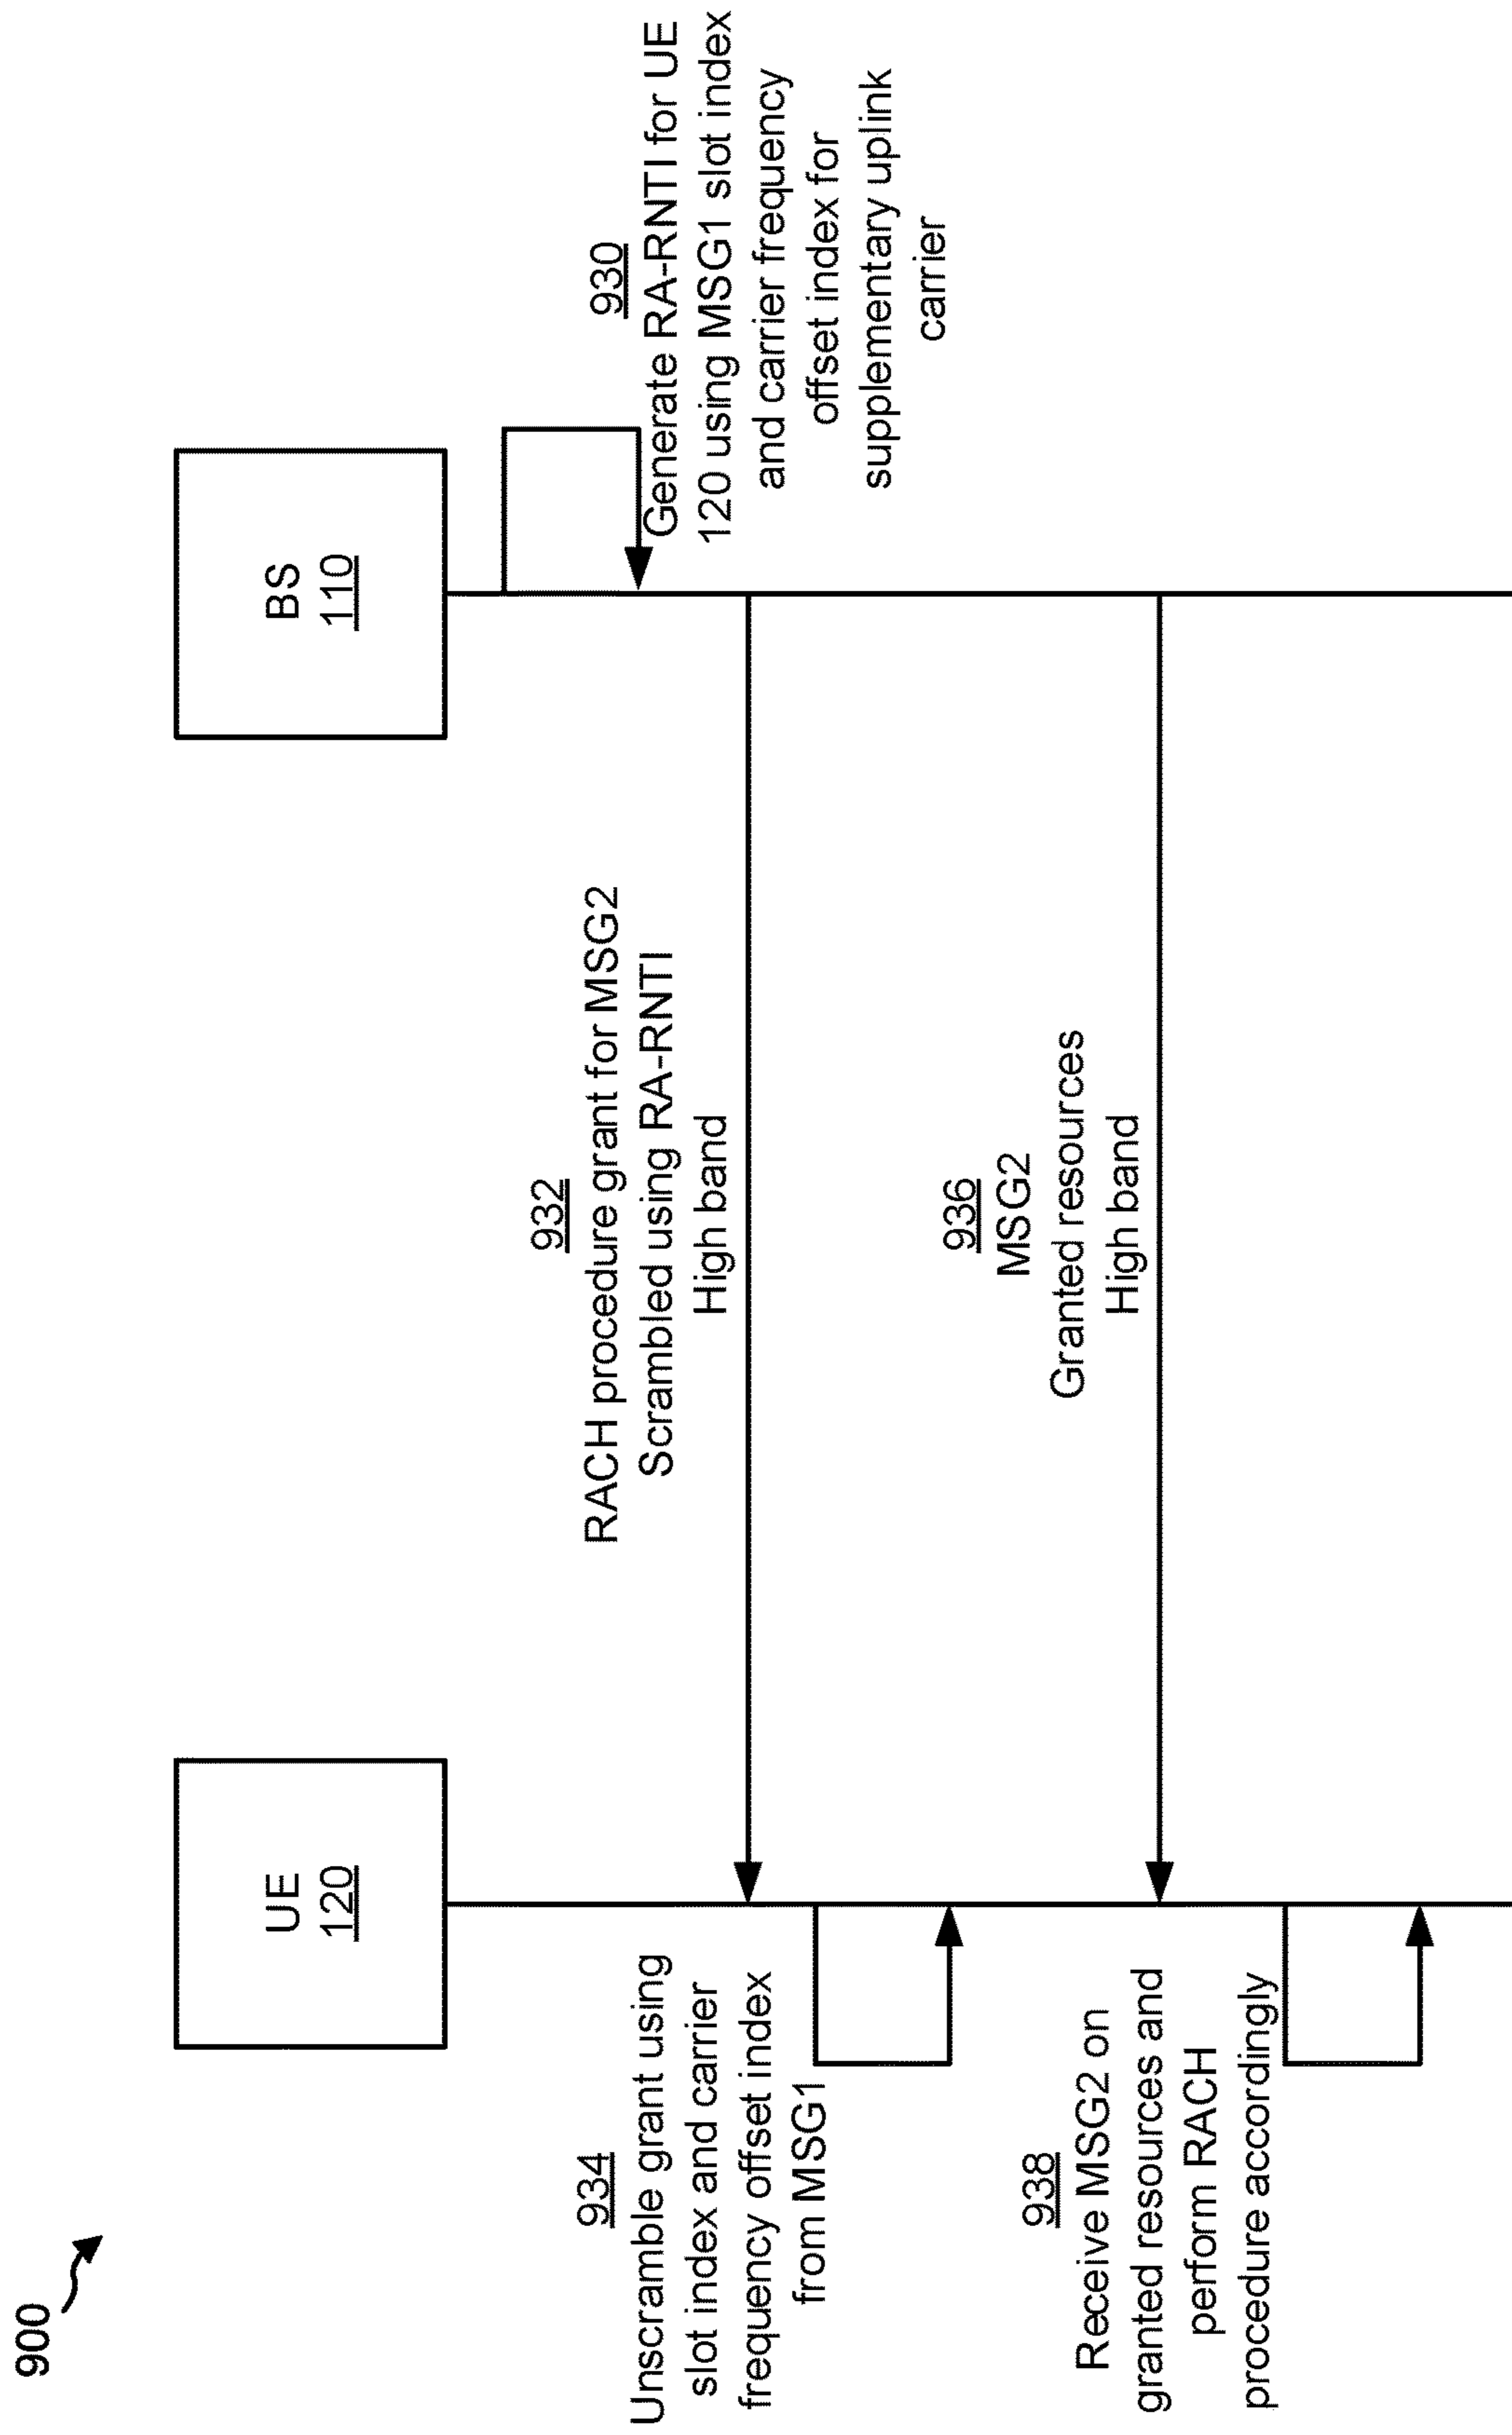 900
UE
120
BS
110
930
Generate RA-RNTI for UE
120 using MSG1 slot index
and carrier frequency
offset index for
supplementary uplink
carrier
932
RACH procedure grant for MSG2
Scrambled using RA-RNTI
High band
934
Unscramble grant using
slot index and carrier
frequency offset index
from MSG1
936
MSG2
Granted resources
High band
938
Receive MSG2 on
granted resources and
perform RACH
procedure accordingly